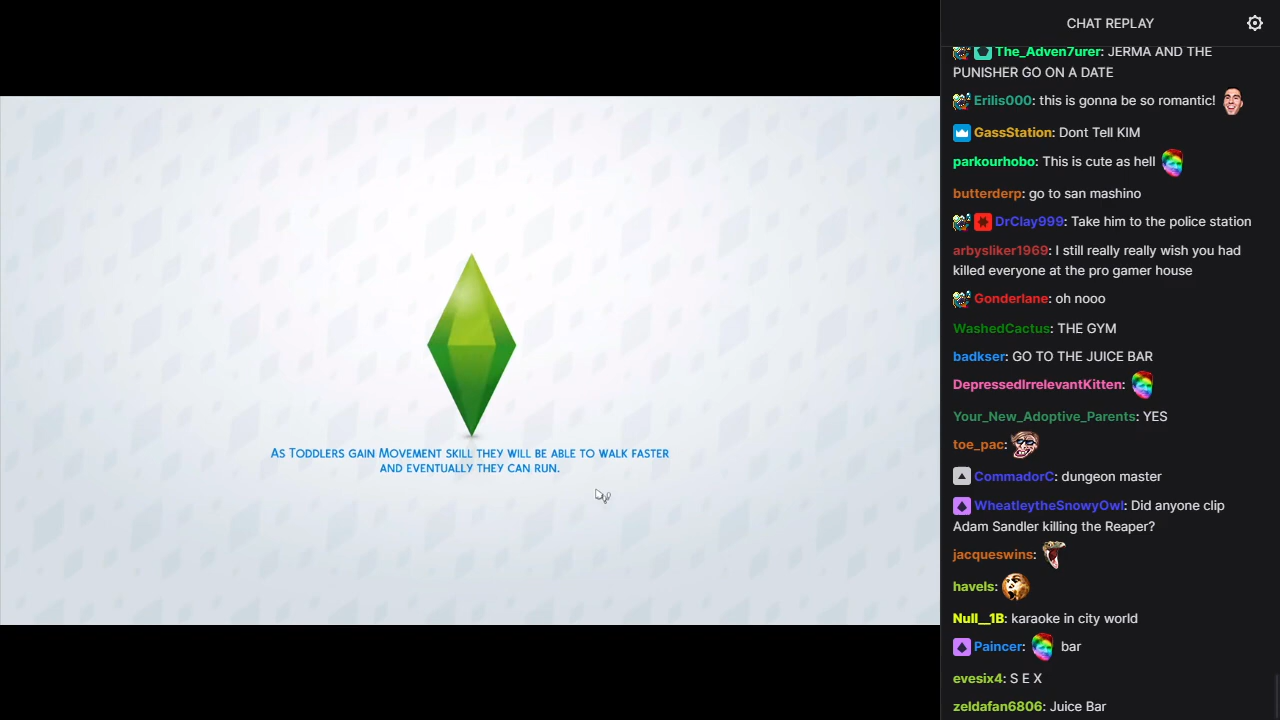 AS TODDLERS GAIN MOVEMENT SKILL THEY WILL BE ABLE TO WALK FASTER
AND EVENTUALLY THEY CAN RUN.
CHAT REPLAY
The_Adven7urer: JERMA AND THE
PUNISHER GO ON A DATE
Erilis000: this is gonna be so romantic!
GassStation: Dont Tell KIM
parkourhobo: This is cute as hell
butterderp: go to san mashino
DrClay999: Take him to the police station
arbysliker1969: I still really really wish you had
killed everyone at the pro gamer house
Gonderlane: oh nooo
WashedCactus: THE GYM
badkser: GO TO THE JUICE BAR
DepressedIrrelevantKitten:
Your_New_Adoptive_Parents: YES
toe_pac:
CommadorC: dungeon master
WheatleytheSnowyOwl: Did anyone clip
Adam Sandler killing the Reaper?
jacqueswins:
havels:
Null__1B: karaoke in city world
Paincer: bar
evesix4: S E X
zeldafan6806: Juice Bar